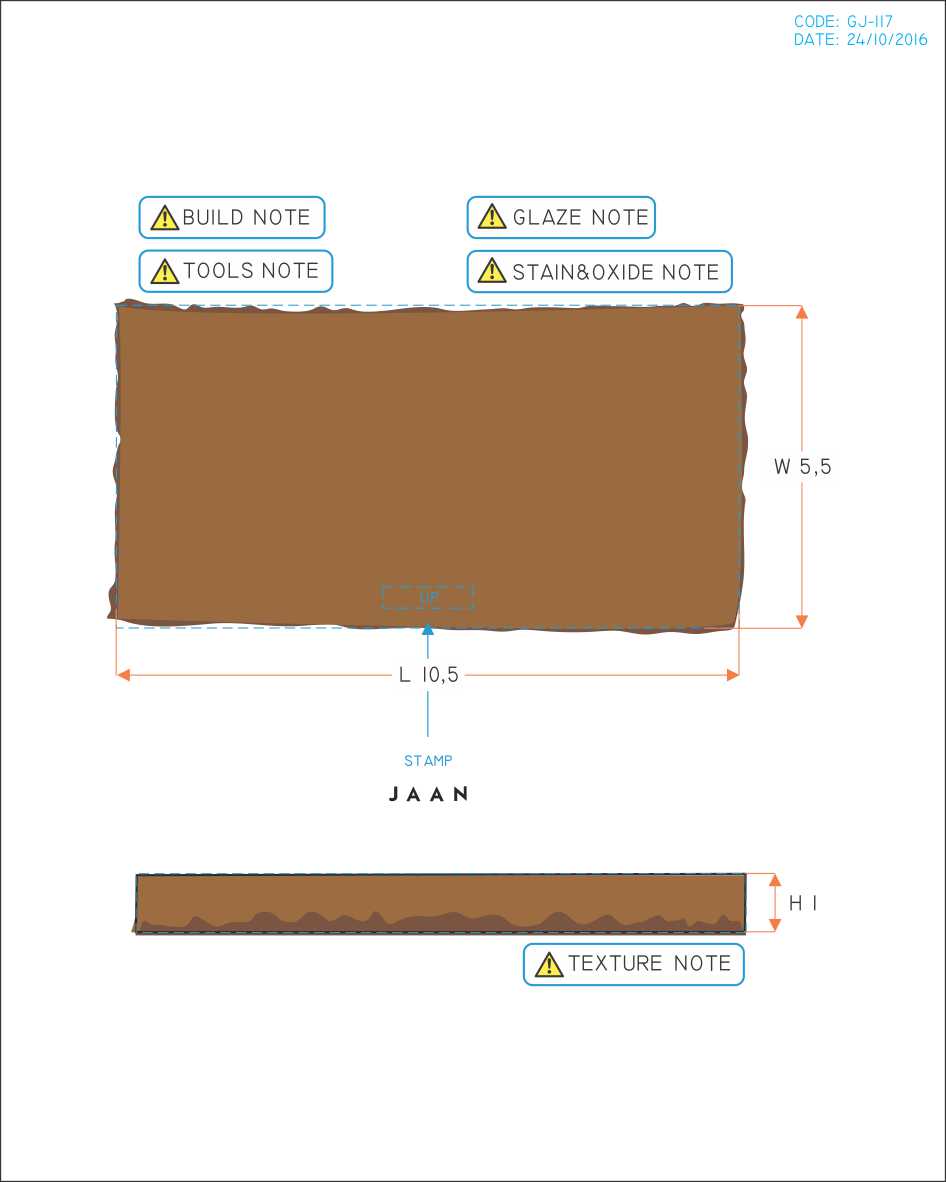 CODE: GJ-117
DATE: 24/10/2016
BUILD NOTE
GLAZE NOTE
TOOLS NOTE
STAIN&OXIDE NOTE
W 5,5
UP
L 10,5
STAMP
JAAN
H 1
TEXTURE NOTE